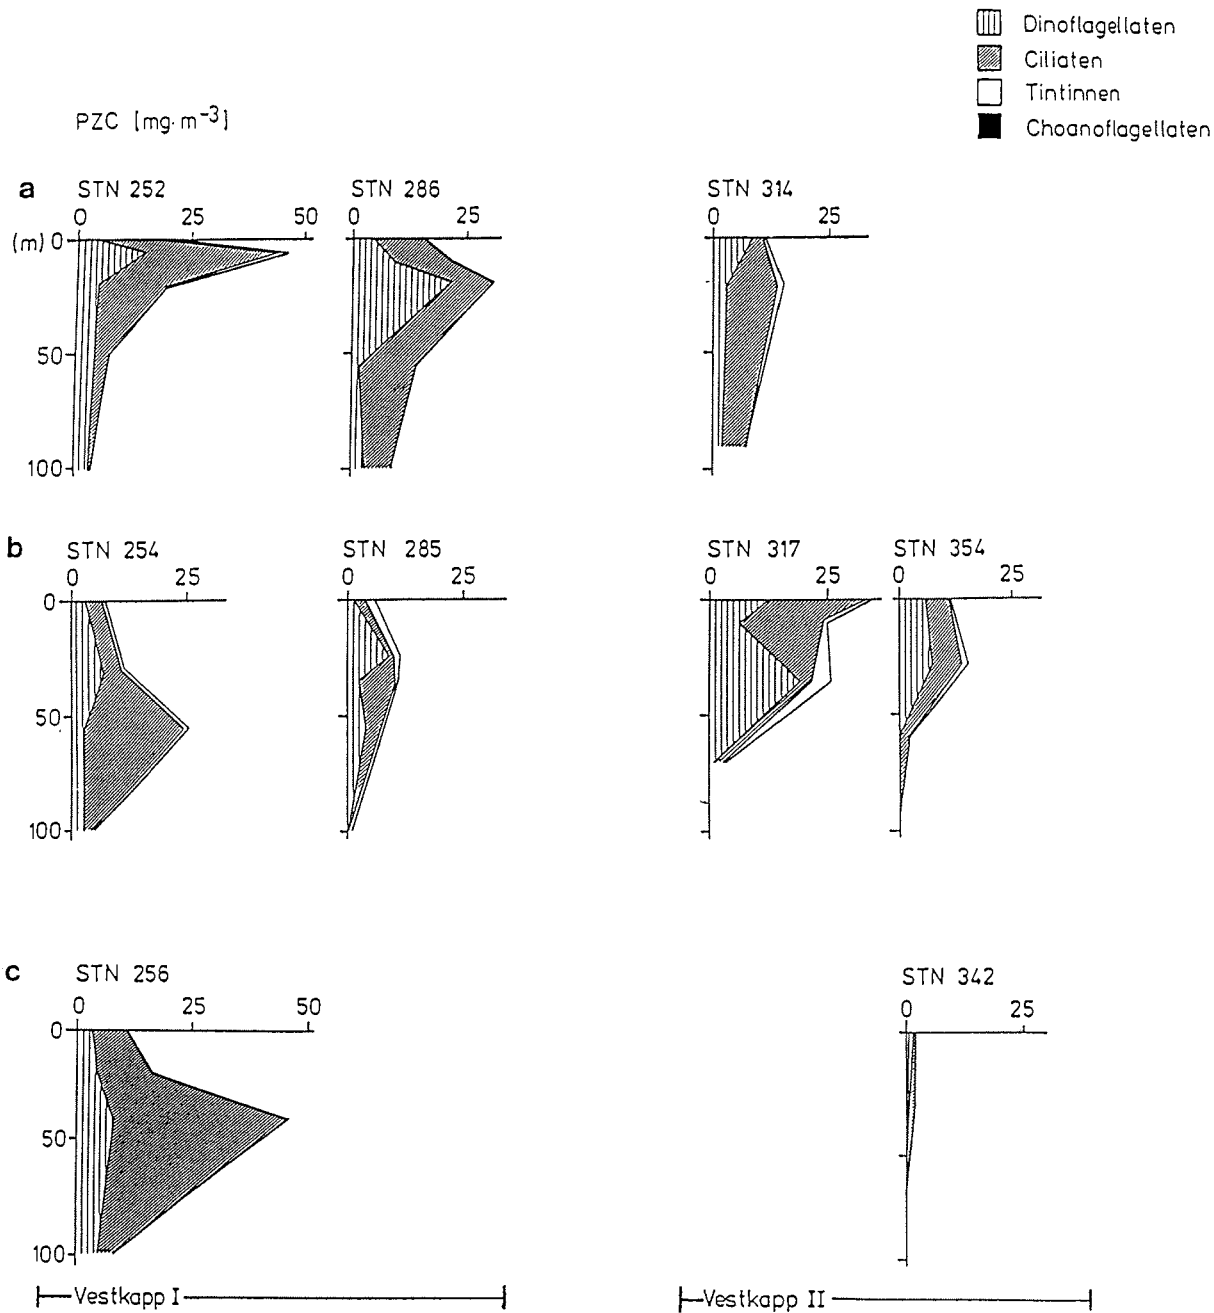 Dinoflagellaten
Ciliaten
Tintinnen
Choanoflagellaten
PZC [mg·m⁻³]
a STN 252 STN 286 STN 314
0 25 50 0 25 0 25
(m) 0
50
100
b STN 254 STN 285 STN 317 STN 354
0 25 0 25 0 25 0 25
0
50
100
c STN 256 STN 342
0 25 50 0 25
0
50
100
Vestkapp I Vestkapp II